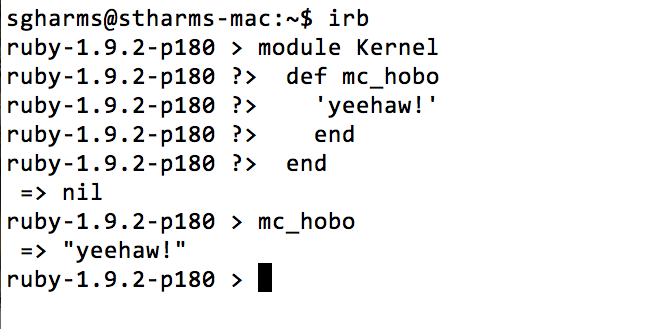 sgharms@stharms-mac:~$ irb
ruby-1.9.2-p180 > module Kernel
ruby-1.9.2-p180 ?>  def mc_hobo
ruby-1.9.2-p180 ?>    'yeehaw!'
ruby-1.9.2-p180 ?>    end
ruby-1.9.2-p180 ?>  end
 => nil
ruby-1.9.2-p180 > mc_hobo
 => "yeehaw!"
ruby-1.9.2-p180 >